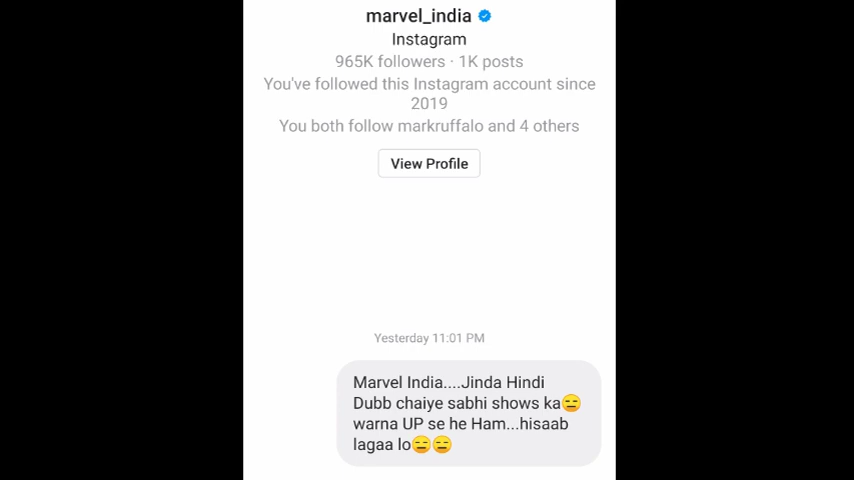 marvel_india
Instagram
965K followers · 1K posts
You've followed this Instagram account since
2019
You both follow markruffalo and 4 others
View Profile
Yesterday 11:01 PM
Marvel India....Jinda Hindi
Dubb chaiye sabhi shows ka😑
warna UP se he Ham...hisaab
lagaa lo😑😑